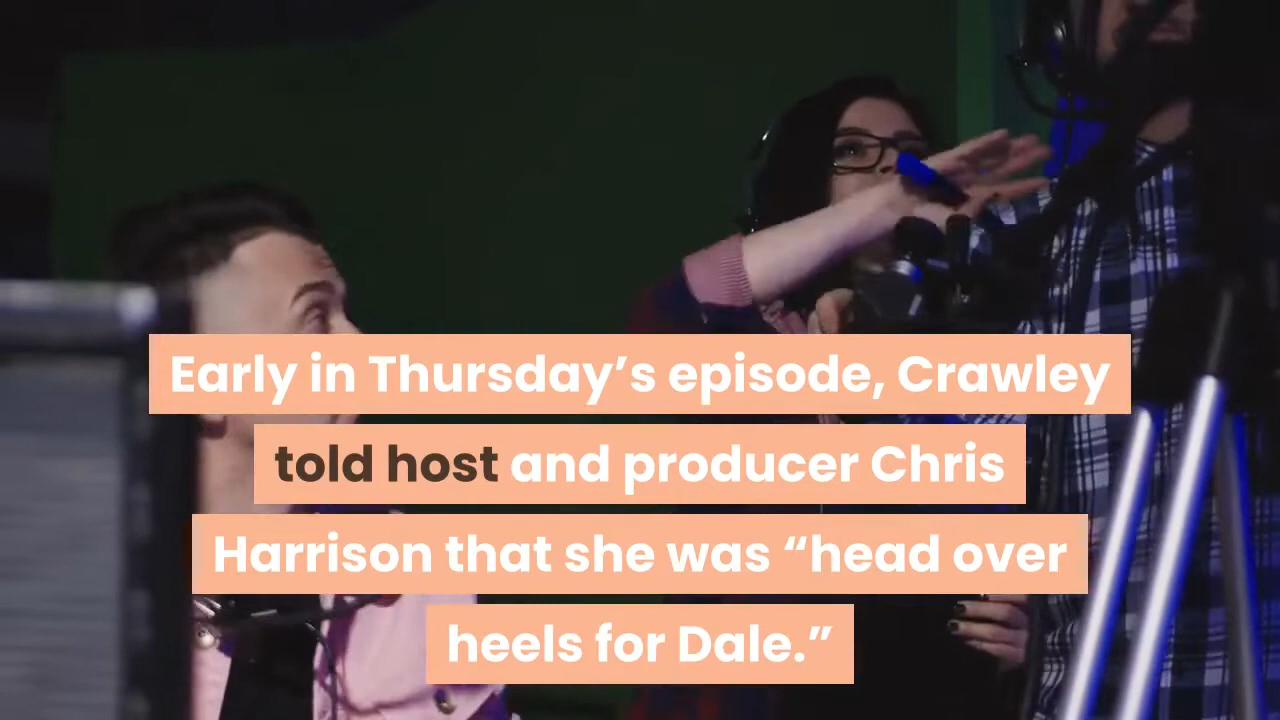 Early in Thursday’s episode, Crawley
told host and producer Chris
Harrison that she was “head over
heels for Dale.”